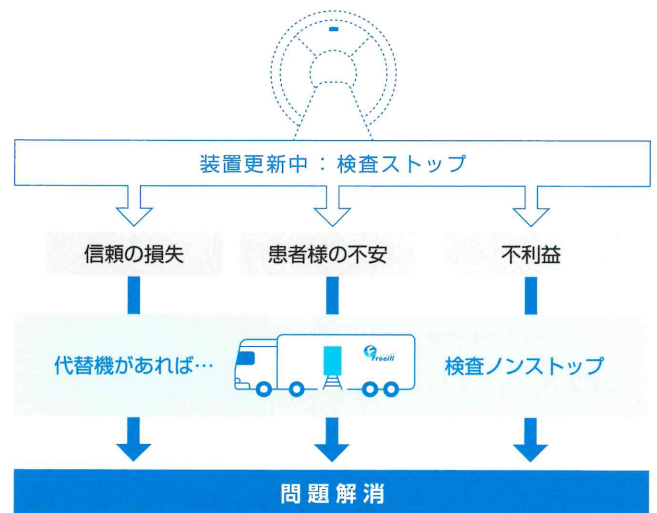 装置更新中：検査ストップ
信頼の損失
患者様の不安
不利益
代替機があれば…
Freeill
検査ノンストップ
問題解消